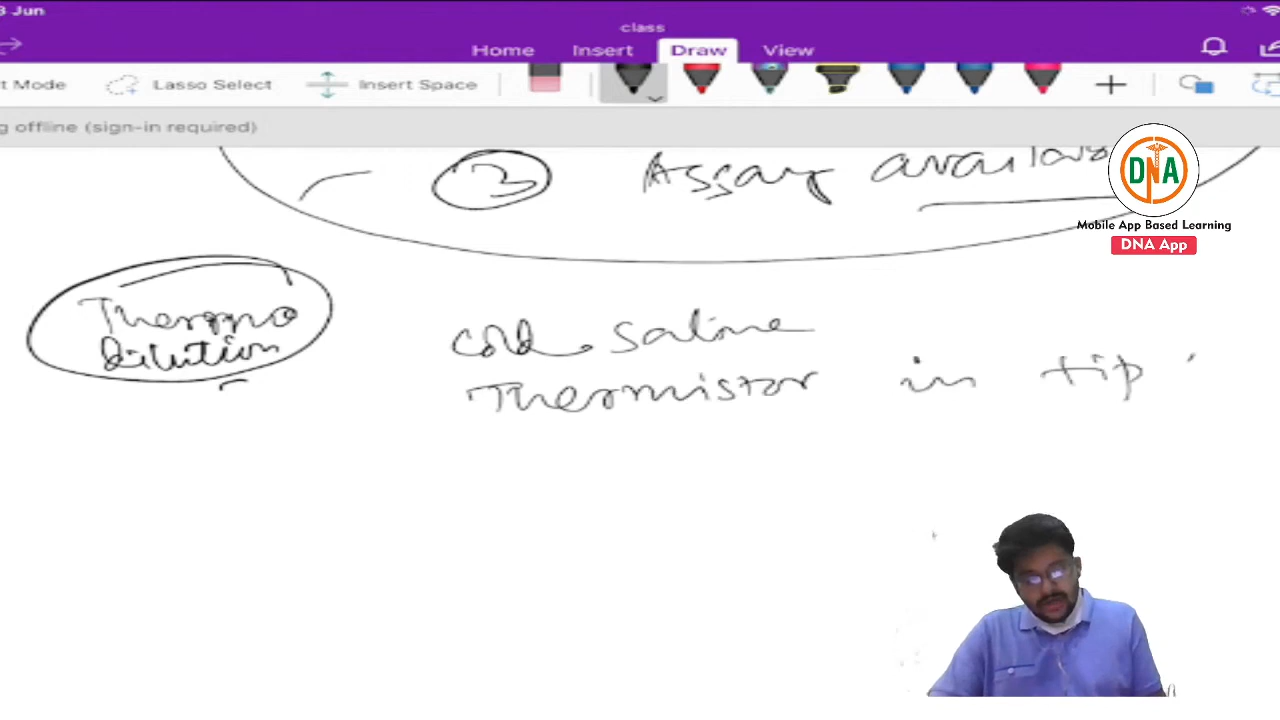 3 Jun
class
Home Insert Draw View
rt Mode Lasso Select Insert Space
g offline (sign-in required)
3 Assay
DNA
Mobile App Based Learning
DNA App
Thermo
dilution
cold saline
Thermistor in tip